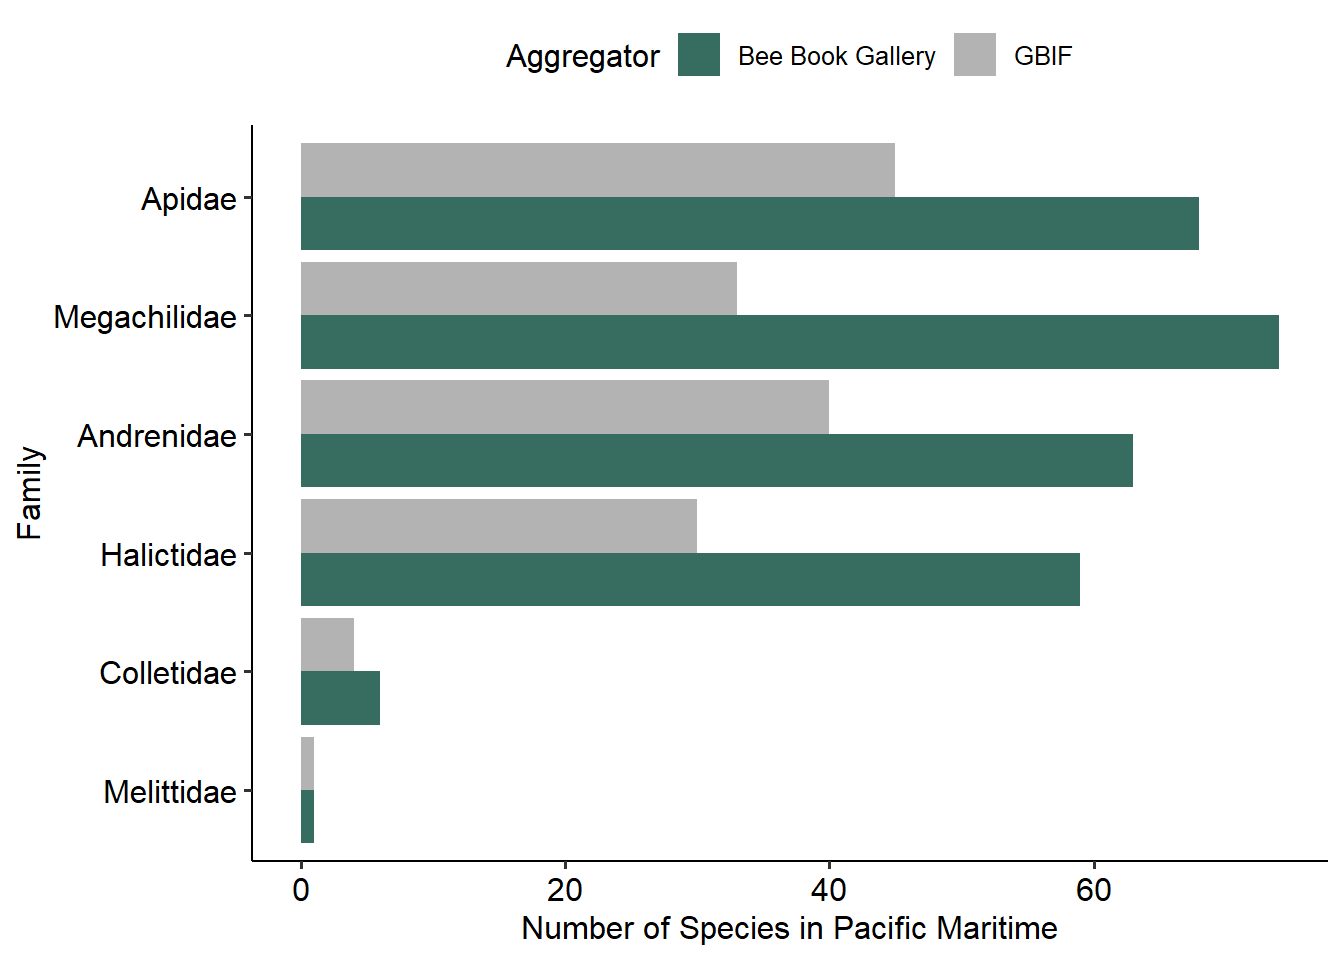 Aggregator Bee Book Gallery GBIF
Apidae
Megachilidae
Andrenidae
Halictidae
Colletidae
Melittidae
Family
0 20 40 60
Number of Species in Pacific Maritime